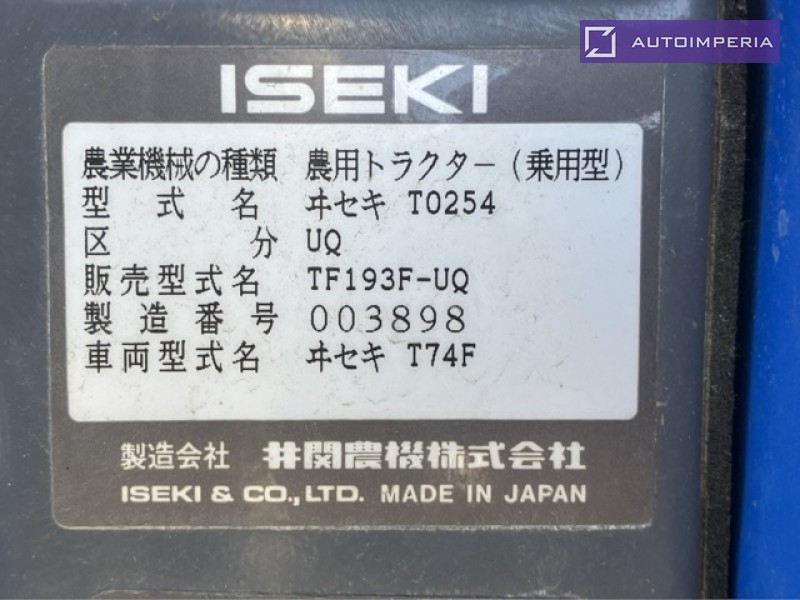 AUTOIMPERIA
ISEKI
農業機械の種類 農用トラクター(乗用型)
型式名 ヰセキ T0254
区分 UQ
販売型式名 TF193F-UQ
製造番号 003898
車両型式名 ヰセキ T74F
製造会社 井関農機株式会社
ISEKI & CO.,LTD. MADE IN JAPAN